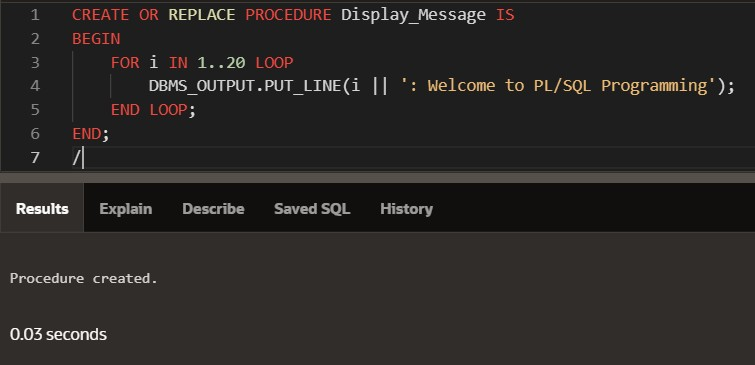 1 CREATE OR REPLACE PROCEDURE Display_Message IS
2 BEGIN
3     FOR i IN 1..20 LOOP
4         DBMS_OUTPUT.PUT_LINE(i || ': Welcome to PL/SQL Programming');
5     END LOOP;
6 END;
7 /
Results Explain Describe Saved SQL History
Procedure created.
0.03 seconds